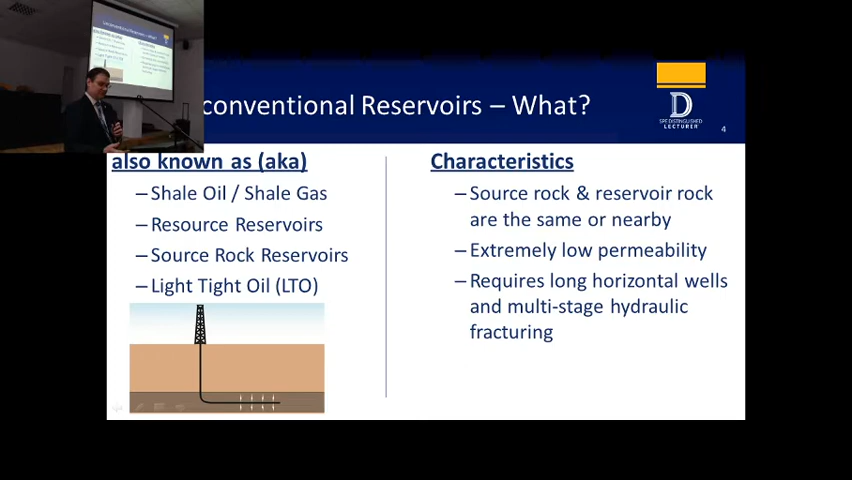 conventional Reservoirs – What?
SPE DISTINGUISHED
LECTURER
4
also known as (aka)
– Shale Oil / Shale Gas
– Resource Reservoirs
– Source Rock Reservoirs
– Light Tight Oil (LTO)
Characteristics
– Source rock & reservoir rock
are the same or nearby
– Extremely low permeability
– Requires long horizontal wells
and multi-stage hydraulic
fracturing